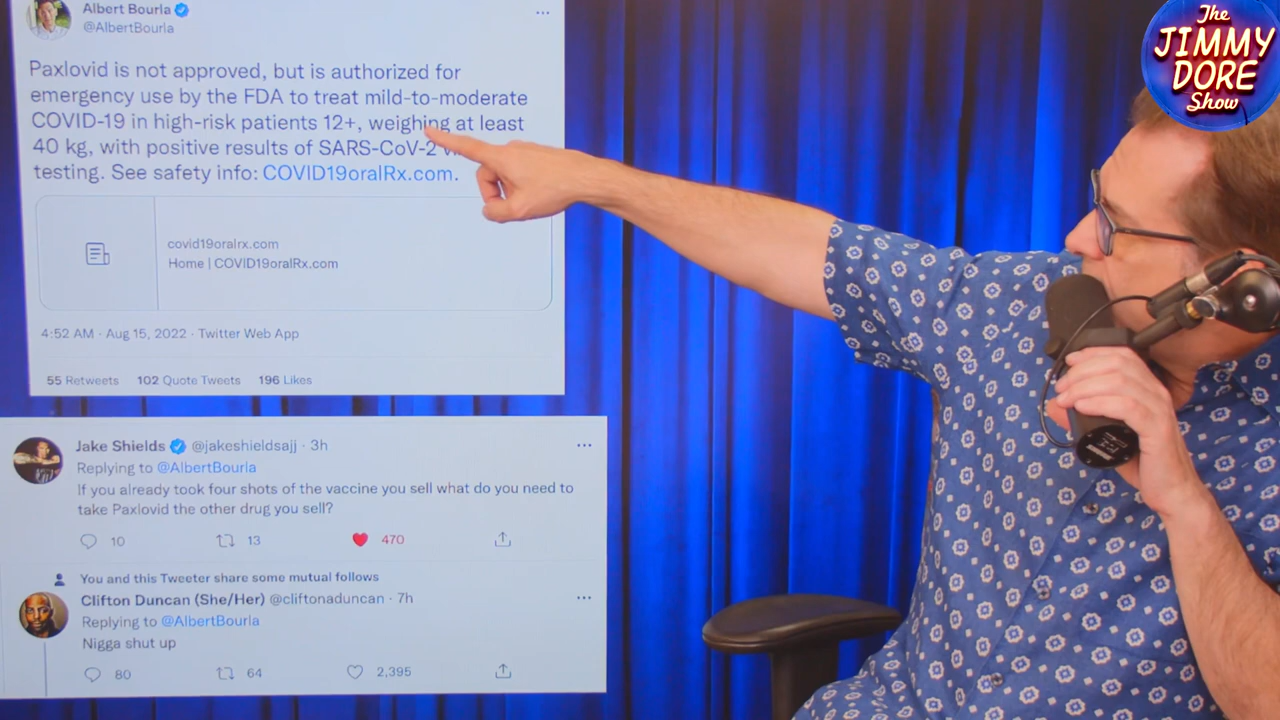 Albert Bourla
@AlbertBourla
Paxlovid is not approved, but is authorized for
emergency use by the FDA to treat mild-to-moderate
COVID-19 in high-risk patients 12+, weighing at least
40 kg, with positive results of SARS-CoV-2
testing. See safety info: COVID19oralRx.com.
covid19oralrx.com
Home | COVID19oralRx.com
4:52 AM · Aug 15, 2022 · Twitter Web App
55 Retweets 102 Quote Tweets 196 Likes
Jake Shields @jakeshieldsajj · 3h
Replying to @AlbertBourla
If you already took four shots of the vaccine you sell what do you need to
take Paxlovid the other drug you sell?
10 13 470
You and this Tweeter share some mutual follows
Clifton Duncan (She/Her) @cliftonaduncan · 7h
Replying to @AlbertBourla
Nigga shut up
80 64 2,395
The
JIMMY
DORE
Show